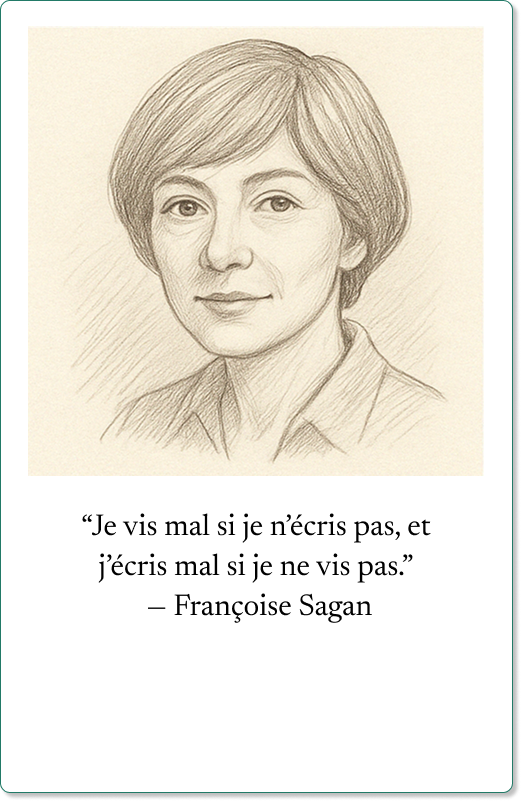 “Je vis mal si je n’écris pas, et
j’écris mal si je ne vis pas.”
— Françoise Sagan